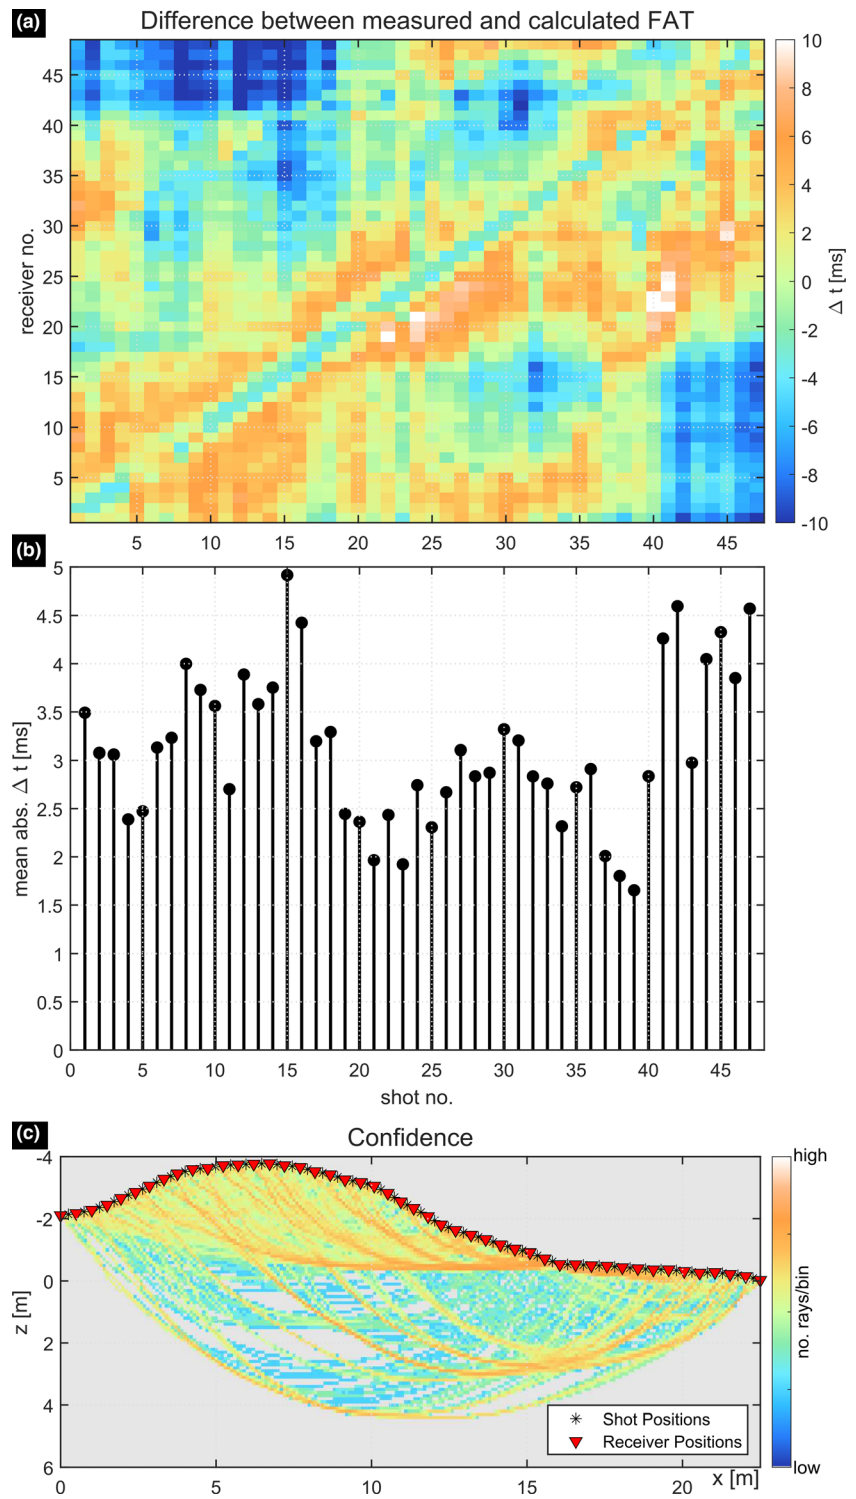 (a) Difference between measured and calculated FAT
receiver no.
45
40
35
30
25
20
15
10
5
5 10 15 20 25 30 35 40 45
10
8
6
4
2
0
-2
-4
-6
-8
-10
Δ t [ms]
(b)
mean abs. Δ t [ms]
5
4.5
4
3.5
3
2.5
2
1.5
1
0.5
0
0 5 10 15 20 25 30 35 40 45
shot no.
(c) Confidence
z [m]
-4
-2
0
2
4
6
0 5 10 15 20 x [m]
Shot Positions
Receiver Positions
high
no. rays/bin
low